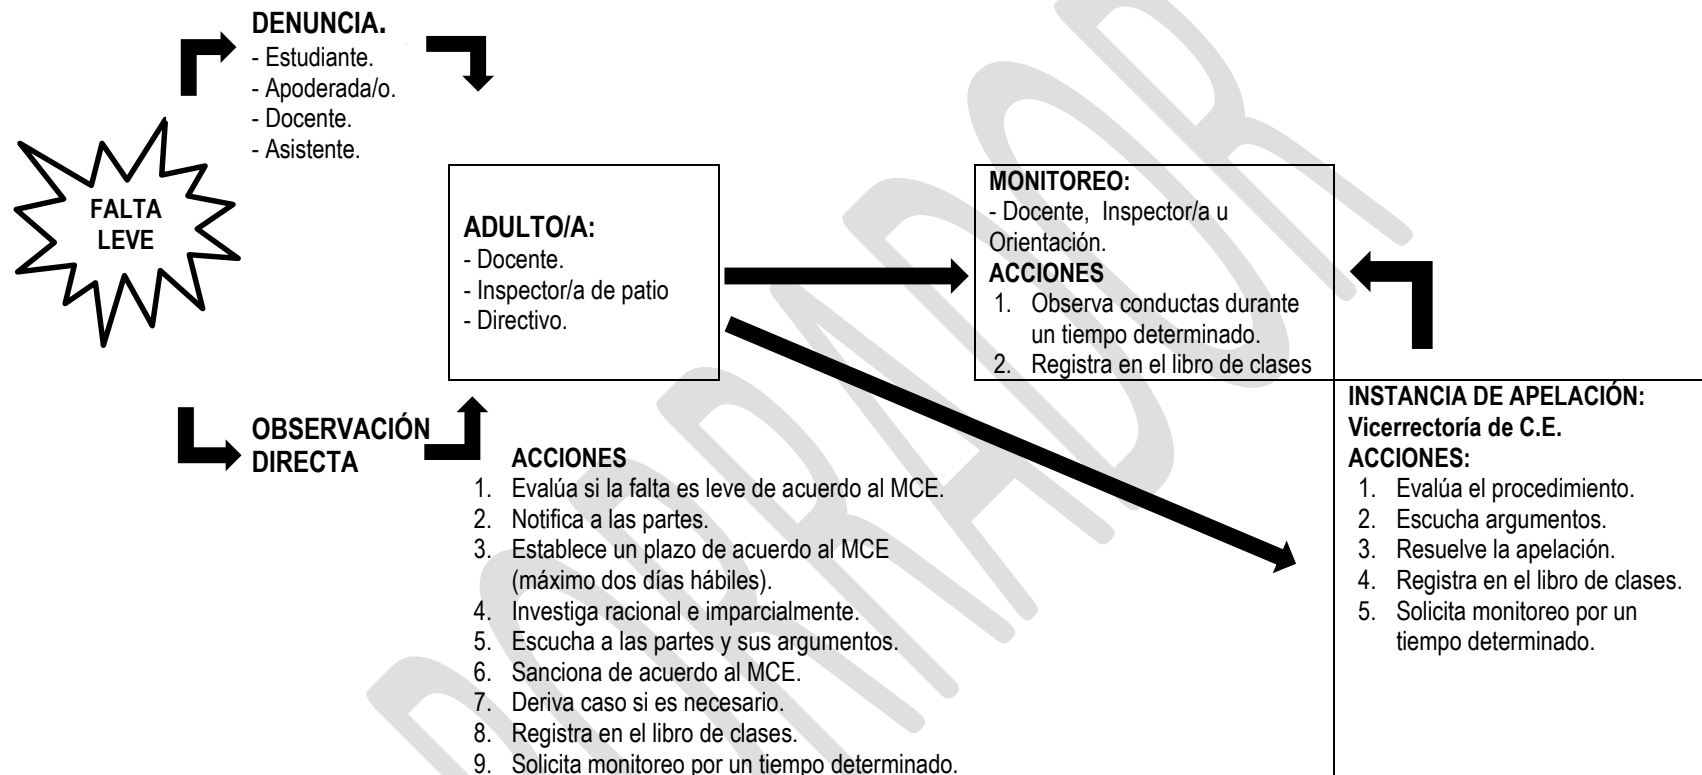 DENUNCIA.
- Estudiante.
- Apoderada/o.
- Docente.
- Asistente.
FALTA
LEVE
OBSERVACIÓN
DIRECTA
ADULTO/A:
- Docente.
- Inspector/a de patio
- Directivo.
ACCIONES
1. Evalúa si la falta es leve de acuerdo al MCE.
2. Notifica a las partes.
3. Establece un plazo de acuerdo al MCE
(máximo dos días hábiles).
4. Investiga racional e imparcialmente.
5. Escucha a las partes y sus argumentos.
6. Sanciona de acuerdo al MCE.
7. Deriva caso si es necesario.
8. Registra en el libro de clases.
9. Solicita monitoreo por un tiempo determinado.
MONITOREO:
- Docente, Inspector/a u
Orientación.
ACCIONES
1. Observa conductas durante
un tiempo determinado.
2. Registra en el libro de clases
INSTANCIA DE APELACIÓN:
Vicerrectoría de C.E.
ACCIONES:
1. Evalúa el procedimiento.
2. Escucha argumentos.
3. Resuelve la apelación.
4. Registra en el libro de clases.
5. Solicita monitoreo por un
tiempo determinado.
BORRADOR